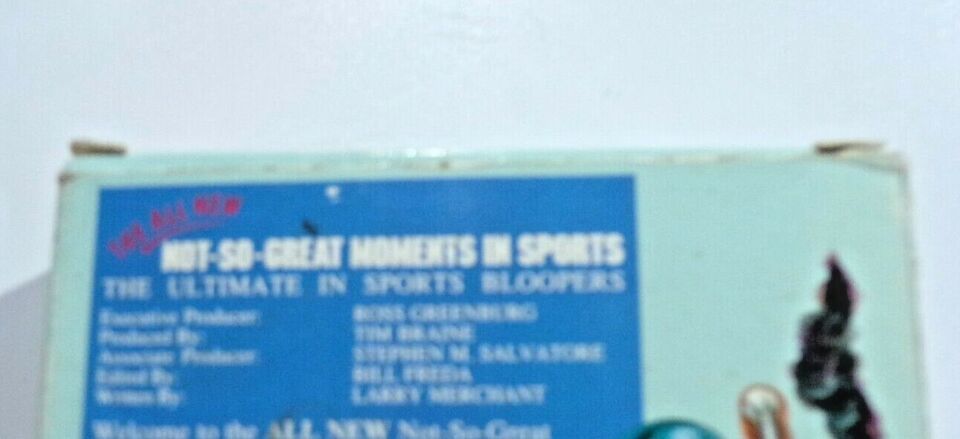 THE ALL NEW
NOT-SO-GREAT MOMENTS IN SPORTS
THE ULTIMATE IN SPORTS BLOOPERS
Executive Producer: ROSS GREENBURG
Produced By: TIM BRAINE
Associate Producer: STEPHEN M. SALVATORE
Edited By: BILL FREDA
Written By: LARRY MERCHANT
Welcome to the ALL NEW Not-So-Great